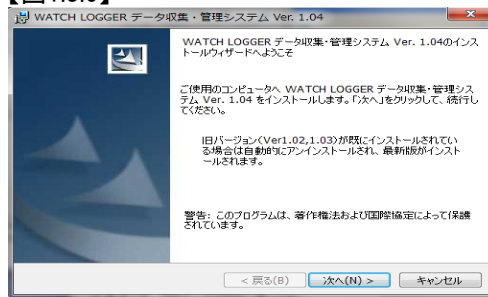 WATCH LOGGER データ収集・管理システム Ver. 1.04
WATCH LOGGER データ収集・管理システム Ver. 1.04のインス
トールウィザードへようこそ
ご使用のコンピュータへ WATCH LOGGER データ収集・管理シス
テム Ver. 1.04 をインストールします。「次へ」をクリックして、続行し
てください。
旧バージョン(Ver1.02,1.03)が既にインストールされてい
る場合は自動的にアンインストールされ、最新版がインスト
ールされます。
警告: このプログラムは、著作権法および国際協定によって保護
されています。
< 戻る(B)
次へ(N) >
キャンセル